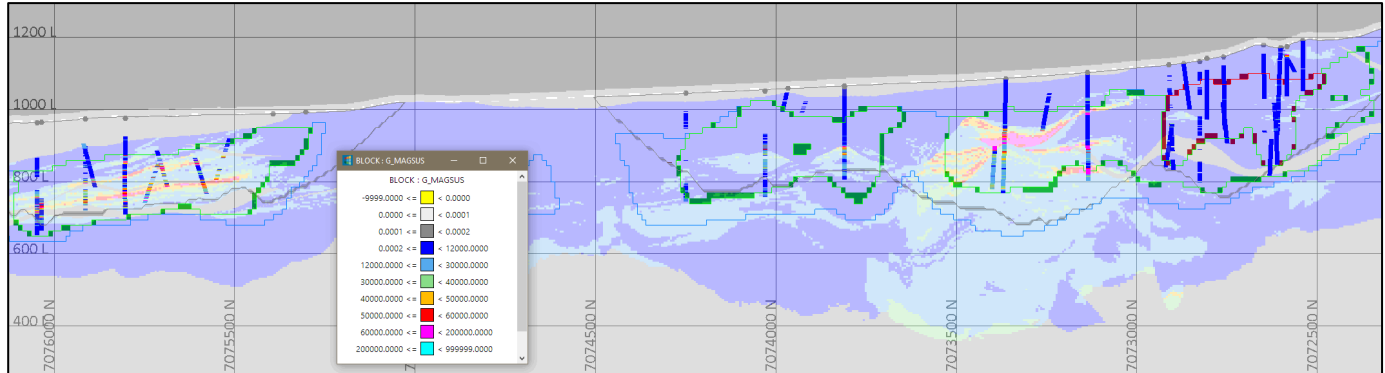 1200 L
1000 L
800 L
600 L
400 L
7076000 N
7075500 N
7074500 N
7074000 N
7073500 N
7073000 N
7072500 N
BLOCK : G_MAGSUS
BLOCK : G_MAGSUS
-9999.0000 <= < 0.0000
0.0000 <= < 0.0001
0.0001 <= < 0.0002
0.0002 <= < 12000.0000
12000.0000 <= < 30000.0000
30000.0000 <= < 40000.0000
40000.0000 <= < 50000.0000
50000.0000 <= < 60000.0000
60000.0000 <= < 200000.0000
200000.0000 <= < 999999.0000